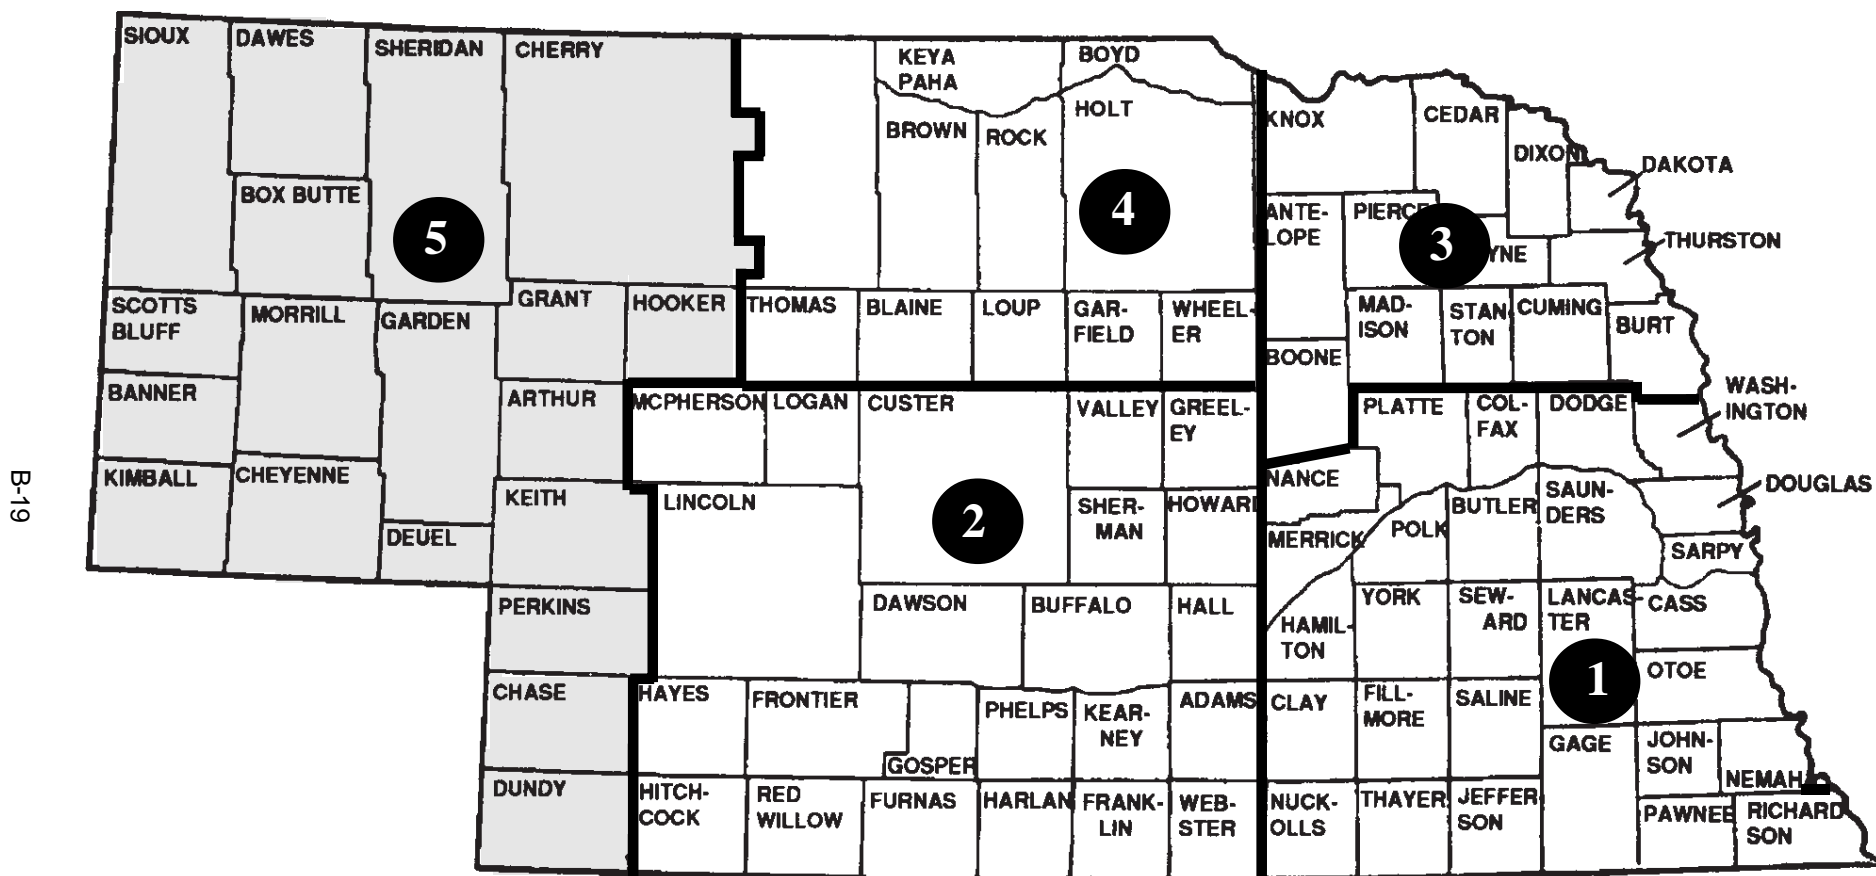 SIOUX
DAWES
SHERIDAN
CHERRY
KEYA
PAHA
BOYD
HOLT
KNOX
CEDAR
DIXON
DAKOTA
BROWN
ROCK
BOX BUTTE
5
4
ANTE-
LOPE
PIERCE
3
YNE
THURSTON
SCOTTS
BLUFF
MORRILL
GARDEN
GRANT
HOOKER
THOMAS
BLAINE
LOUP
GAR-
FIELD
WHEEL-
ER
BOONE
MAD-
ISON
STAN-
TON
CUMING
BURT
BANNER
ARTHUR
MCPHERSON
LOGAN
CUSTER
VALLEY
GREEL-
EY
PLATTE
COL-
FAX
DODGE
WASH-
INGTON
KIMBALL
CHEYENNE
KEITH
LINCOLN
2
SHER-
MAN
HOWARD
NANCE
MERRICK
POLK
BUTLER
SAUN-
DERS
DOUGLAS
SARPY
DEUEL
PERKINS
DAWSON
BUFFALO
HALL
HAMIL-
TON
YORK
SEW-
ARD
LANCAS-
TER
CASS
CHASE
HAYES
FRONTIER
GOSPER
PHELPS
KEAR-
NEY
ADAMS
CLAY
FILL-
MORE
SALINE
1
OTOE
GAGE
JOHN-
SON
NEMAHA
DUNDY
HITCH-
COCK
RED
WILLOW
FURNAS
HARLAN
FRANK-
LIN
WEB-
STER
NUCK-
OLLS
THAYER
JEFFER
SON
PAWNEE
RICHARD
SON
B-19